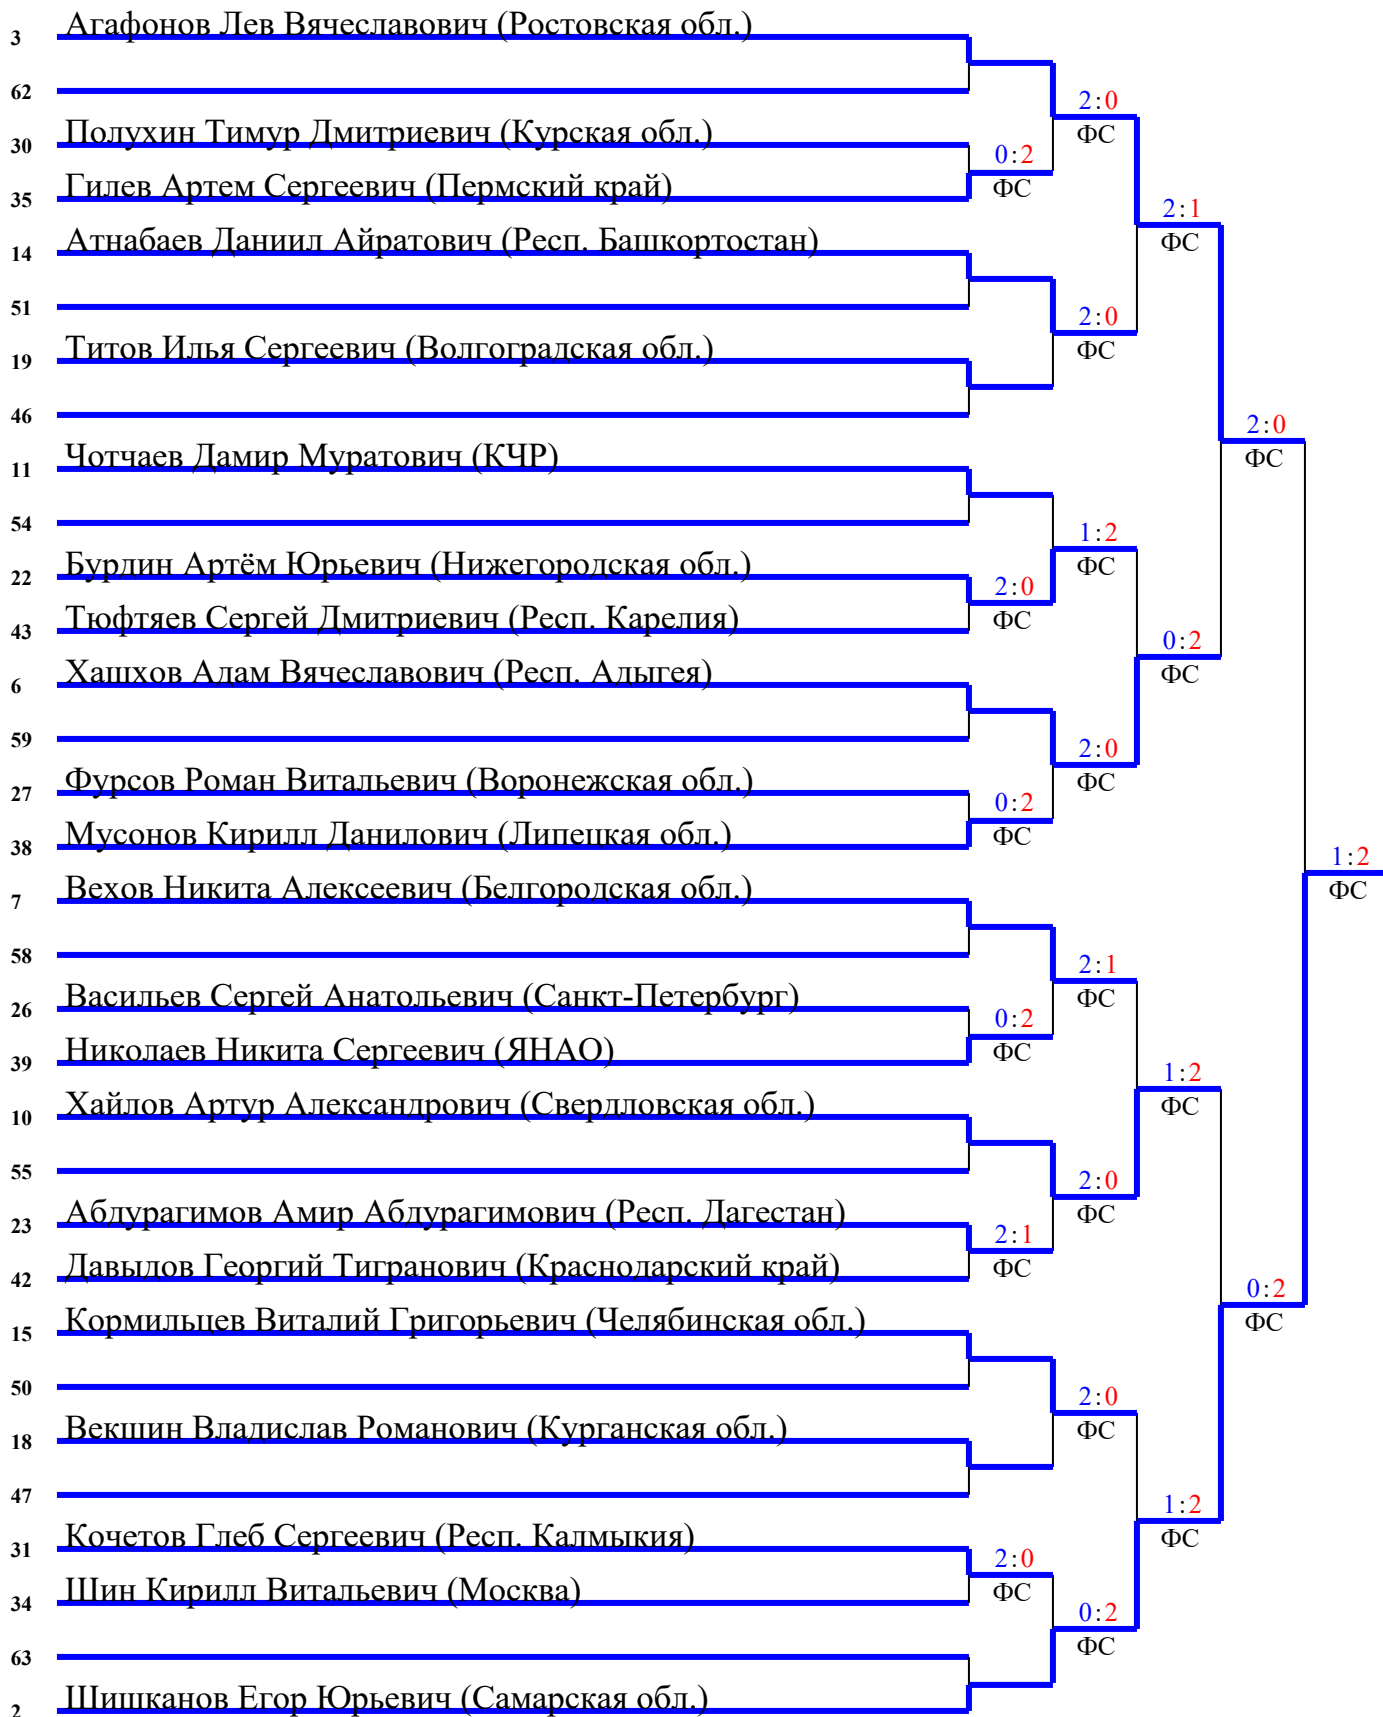 3 Агафонов Лев Вячеславович (Ростовская обл.)
62
2:0
ФС
30 Полухин Тимур Дмитриевич (Курская обл.)
0:2
ФС
35 Гилев Артем Сергеевич (Пермский край)
2:1
ФС
14 Атнабаев Даниил Айратович (Респ. Башкортостан)
51
2:0
ФС
19 Титов Илья Сергеевич (Волгоградская обл.)
46
2:0
ФС
11 Чотчаев Дамир Муратович (КЧР)
54
1:2
ФС
22 Бурдин Артём Юрьевич (Нижегородская обл.)
2:0
ФС
43 Тюфтяев Сергей Дмитриевич (Респ. Карелия)
0:2
ФС
6 Хашхов Адам Вячеславович (Респ. Адыгея)
59
2:0
ФС
27 Фурсов Роман Витальевич (Воронежская обл.)
0:2
ФС
38 Мусонов Кирилл Данилович (Липецкая обл.)
1:2
ФС
7 Вехов Никита Алексеевич (Белгородская обл.)
58
2:1
ФС
26 Васильев Сергей Анатольевич (Санкт-Петербург)
0:2
ФС
39 Николаев Никита Сергеевич (ЯНАО)
1:2
ФС
10 Хайлов Артур Александрович (Свердловская обл.)
55
2:0
ФС
23 Абдурагимов Амир Абдурагимович (Респ. Дагестан)
2:1
ФС
42 Давыдов Георгий Тигранович (Краснодарский край)
0:2
ФС
15 Кормильцев Виталий Григорьевич (Челябинская обл.)
50
2:0
ФС
18 Векшин Владислав Романович (Курганская обл.)
47
1:2
ФС
31 Кочетов Глеб Сергеевич (Респ. Калмыкия)
2:0
ФС
34 Шин Кирилл Витальевич (Москва)
0:2
ФС
63
2 Шишканов Егор Юрьевич (Самарская обл.)